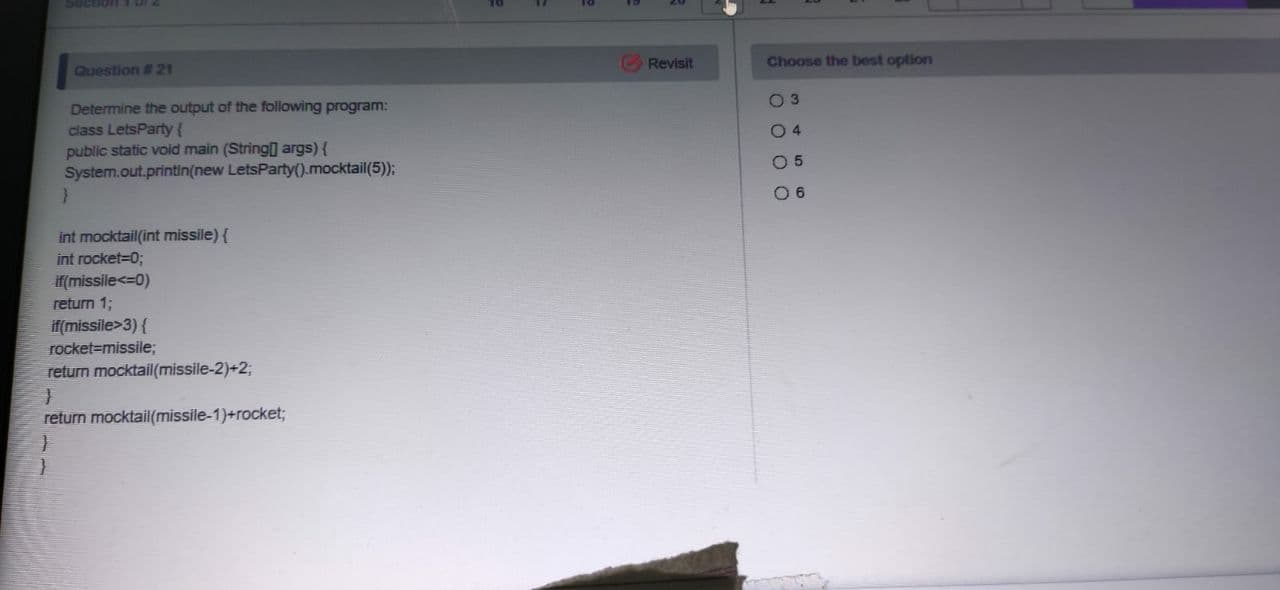 Question # 21
Revisit
Determine the output of the following program:
class LetsParty {
public static void main (String[] args) {
System.out.println(new LetsParty().mocktail(5));
}
int mocktail(int missile) {
int rocket=0;
if(missile<=0)
return 1;
if(missile>3) {
rocket=missile;
return mocktail(missile-2)+2;
}
return mocktail(missile-1)+rocket;
}
}
Choose the best option
3
4
5
6